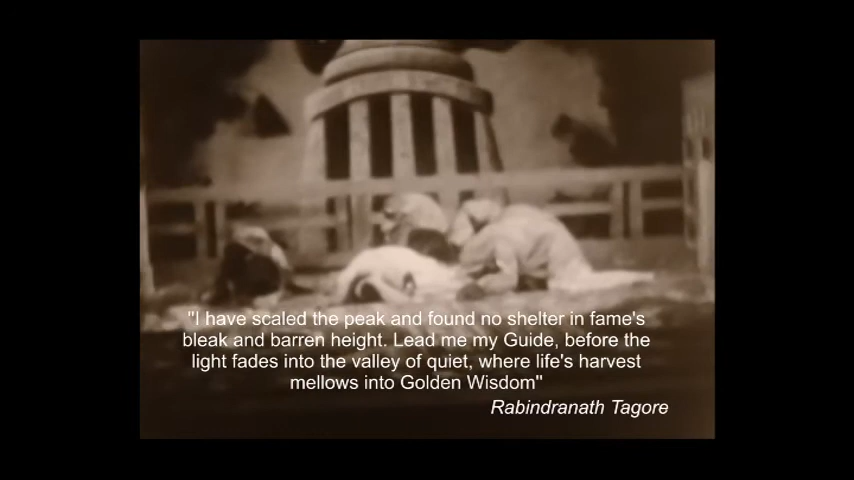 "I have scaled the peak and found no shelter in fame's
bleak and barren height. Lead me my Guide, before the
light fades into the valley of quiet, where life's harvest
mellows into Golden Wisdom"
Rabindranath Tagore